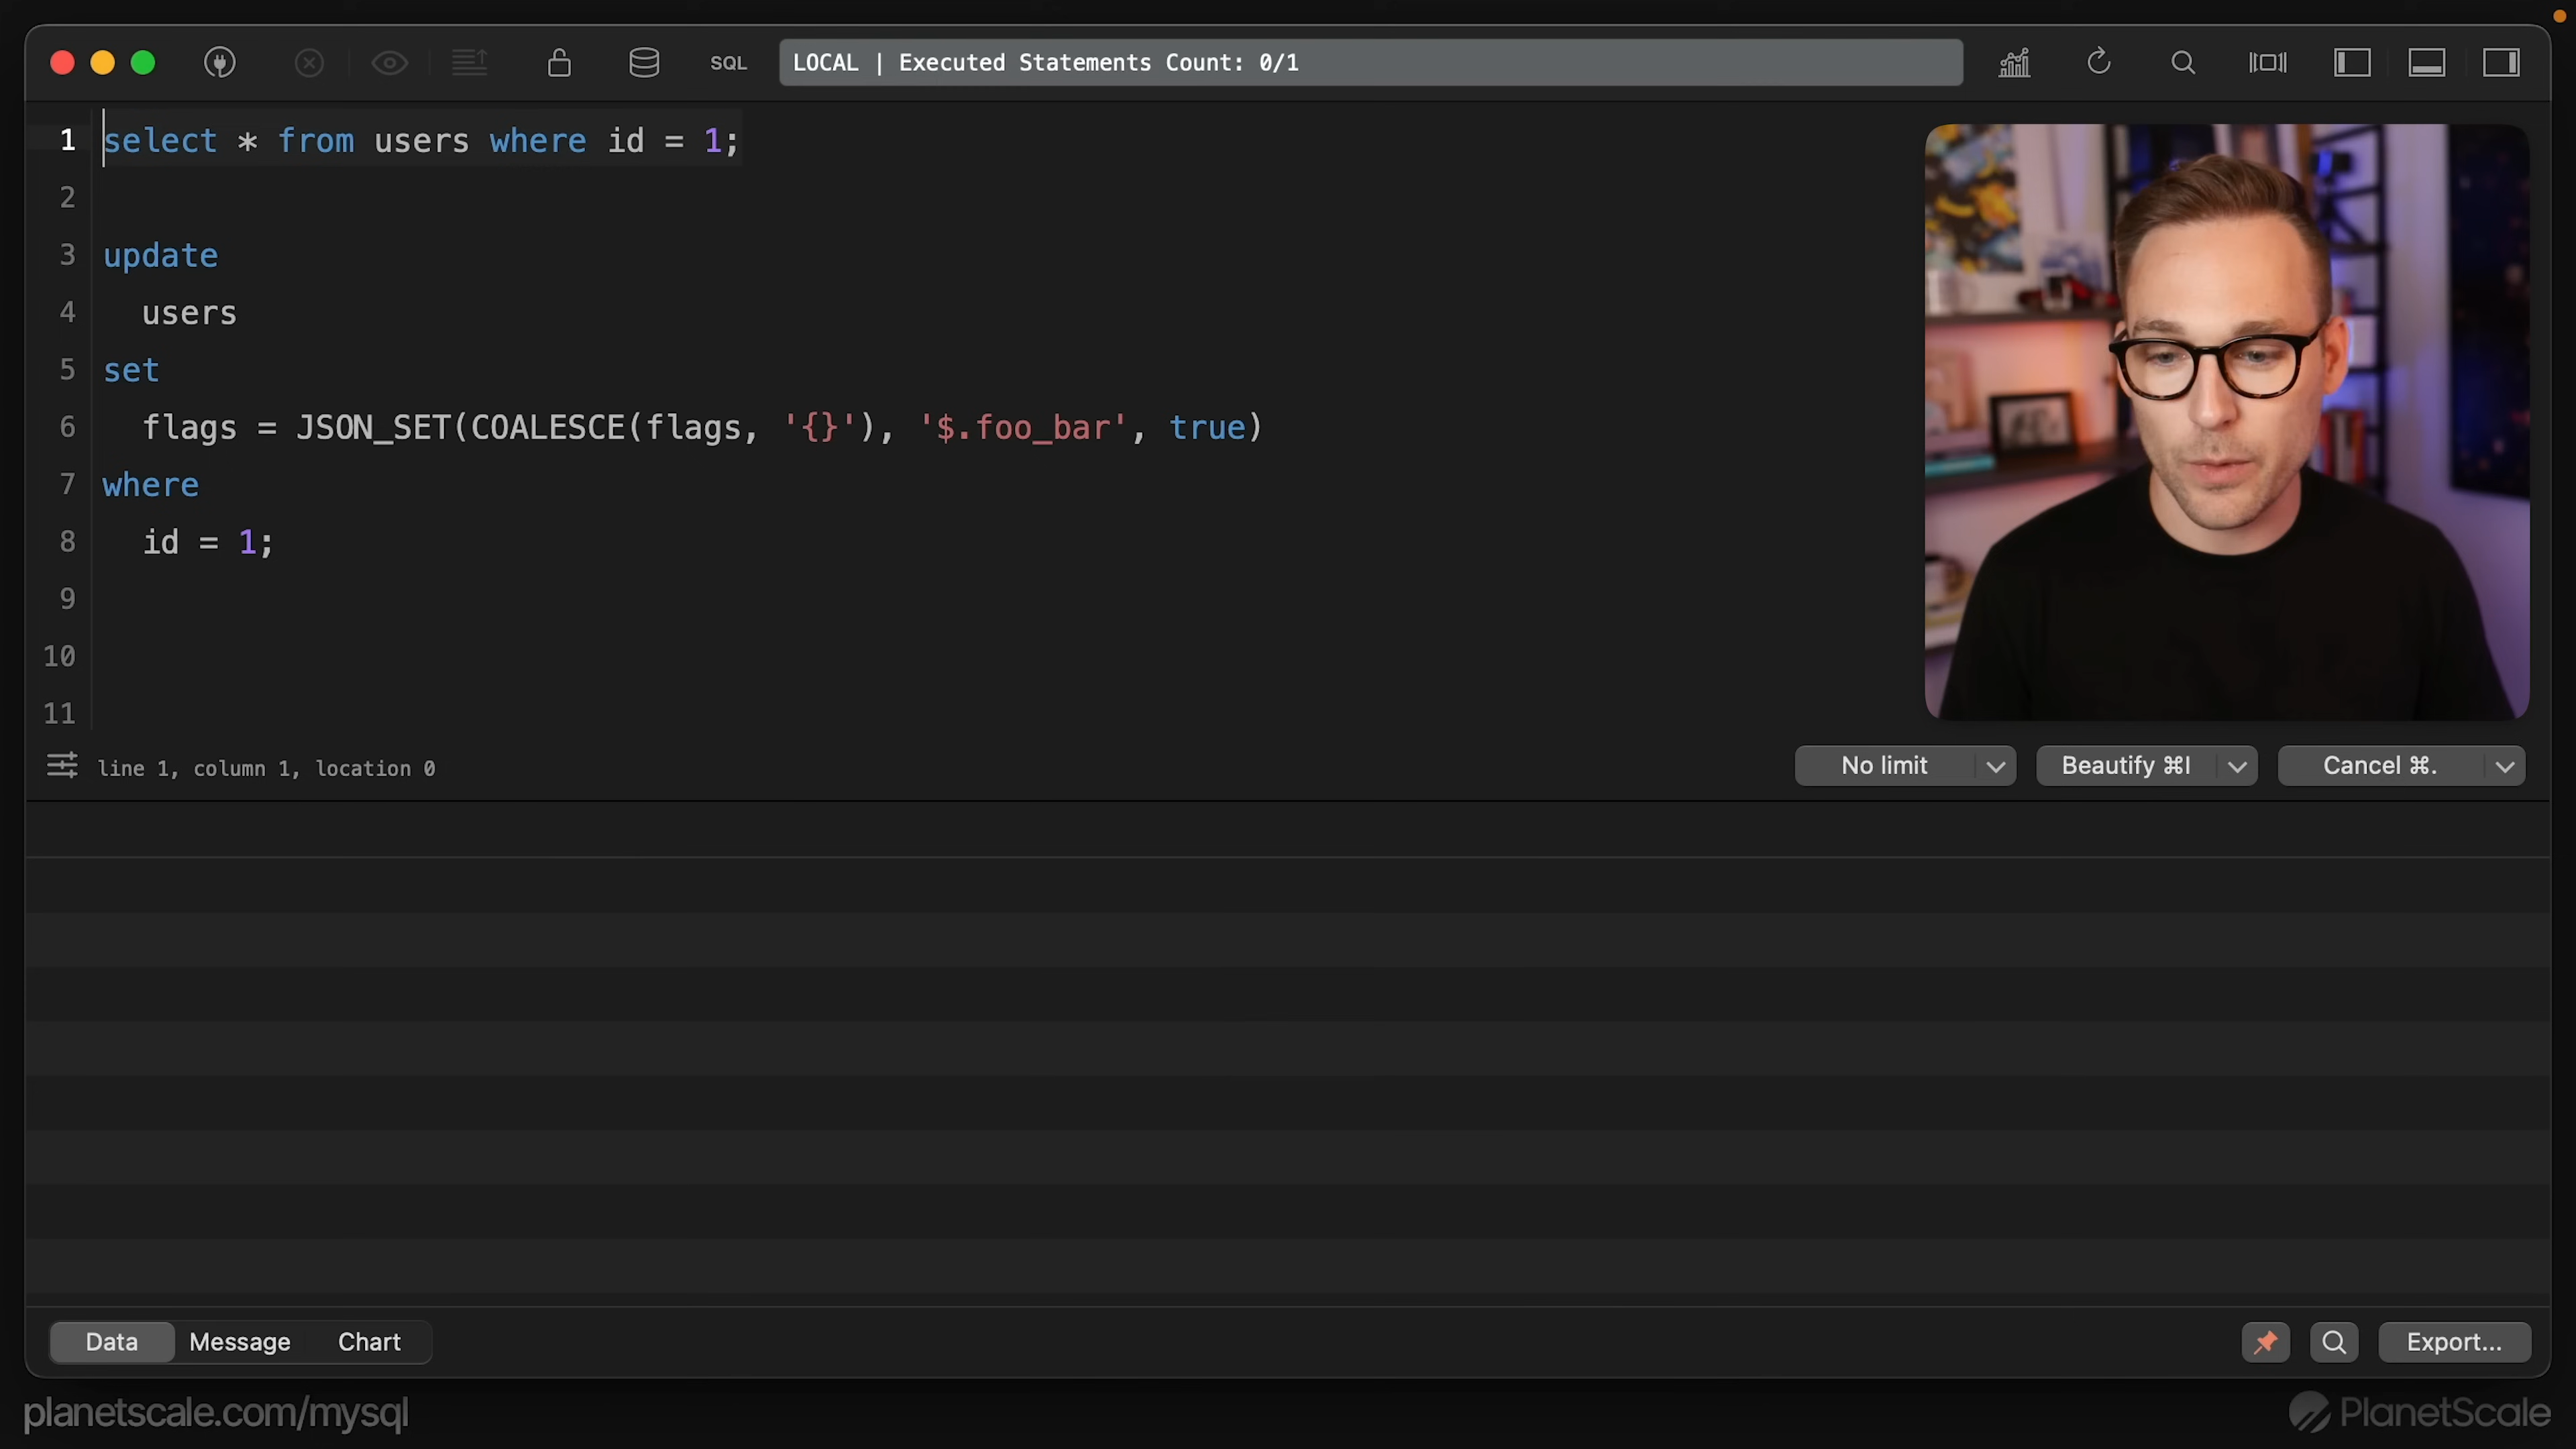 SQL
LOCAL | Executed Statements Count: 0/1
1 select * from users where id = 1;
2
3 update
4 users
5 set
6 flags = JSON_SET(COALESCE(flags, '{}'), '$.foo_bar', true)
7 where
8 id = 1;
9
10
11
line 1, column 1, location 0
No limit
Beautify ⌘I
Cancel ⌘.
Data
Message
Chart
Export...
planetscale.com/mysql
PlanetScale